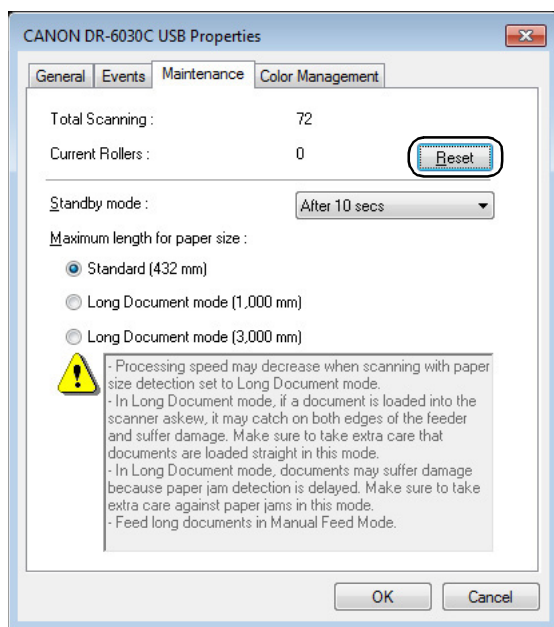 CANON DR-6030C USB Properties
General Events Maintenance Color Management
Total Scanning : 72
Current Rollers : 0 Reset
Standby mode : After 10 secs
Maximum length for paper size :
Standard (432 mm)
Long Document mode (1,000 mm)
Long Document mode (3,000 mm)
- Processing speed may decrease when scanning with paper
size detection set to Long Document mode.
- In Long Document mode, if a document is loaded into the
scanner askew, it may catch on both edges of the feeder
and suffer damage. Make sure to take extra care that
documents are loaded straight in this mode.
- In Long Document mode, documents may suffer damage
because paper jam detection is delayed. Make sure to take
extra care against paper jams in this mode.
- Feed long documents in Manual Feed Mode.
OK Cancel